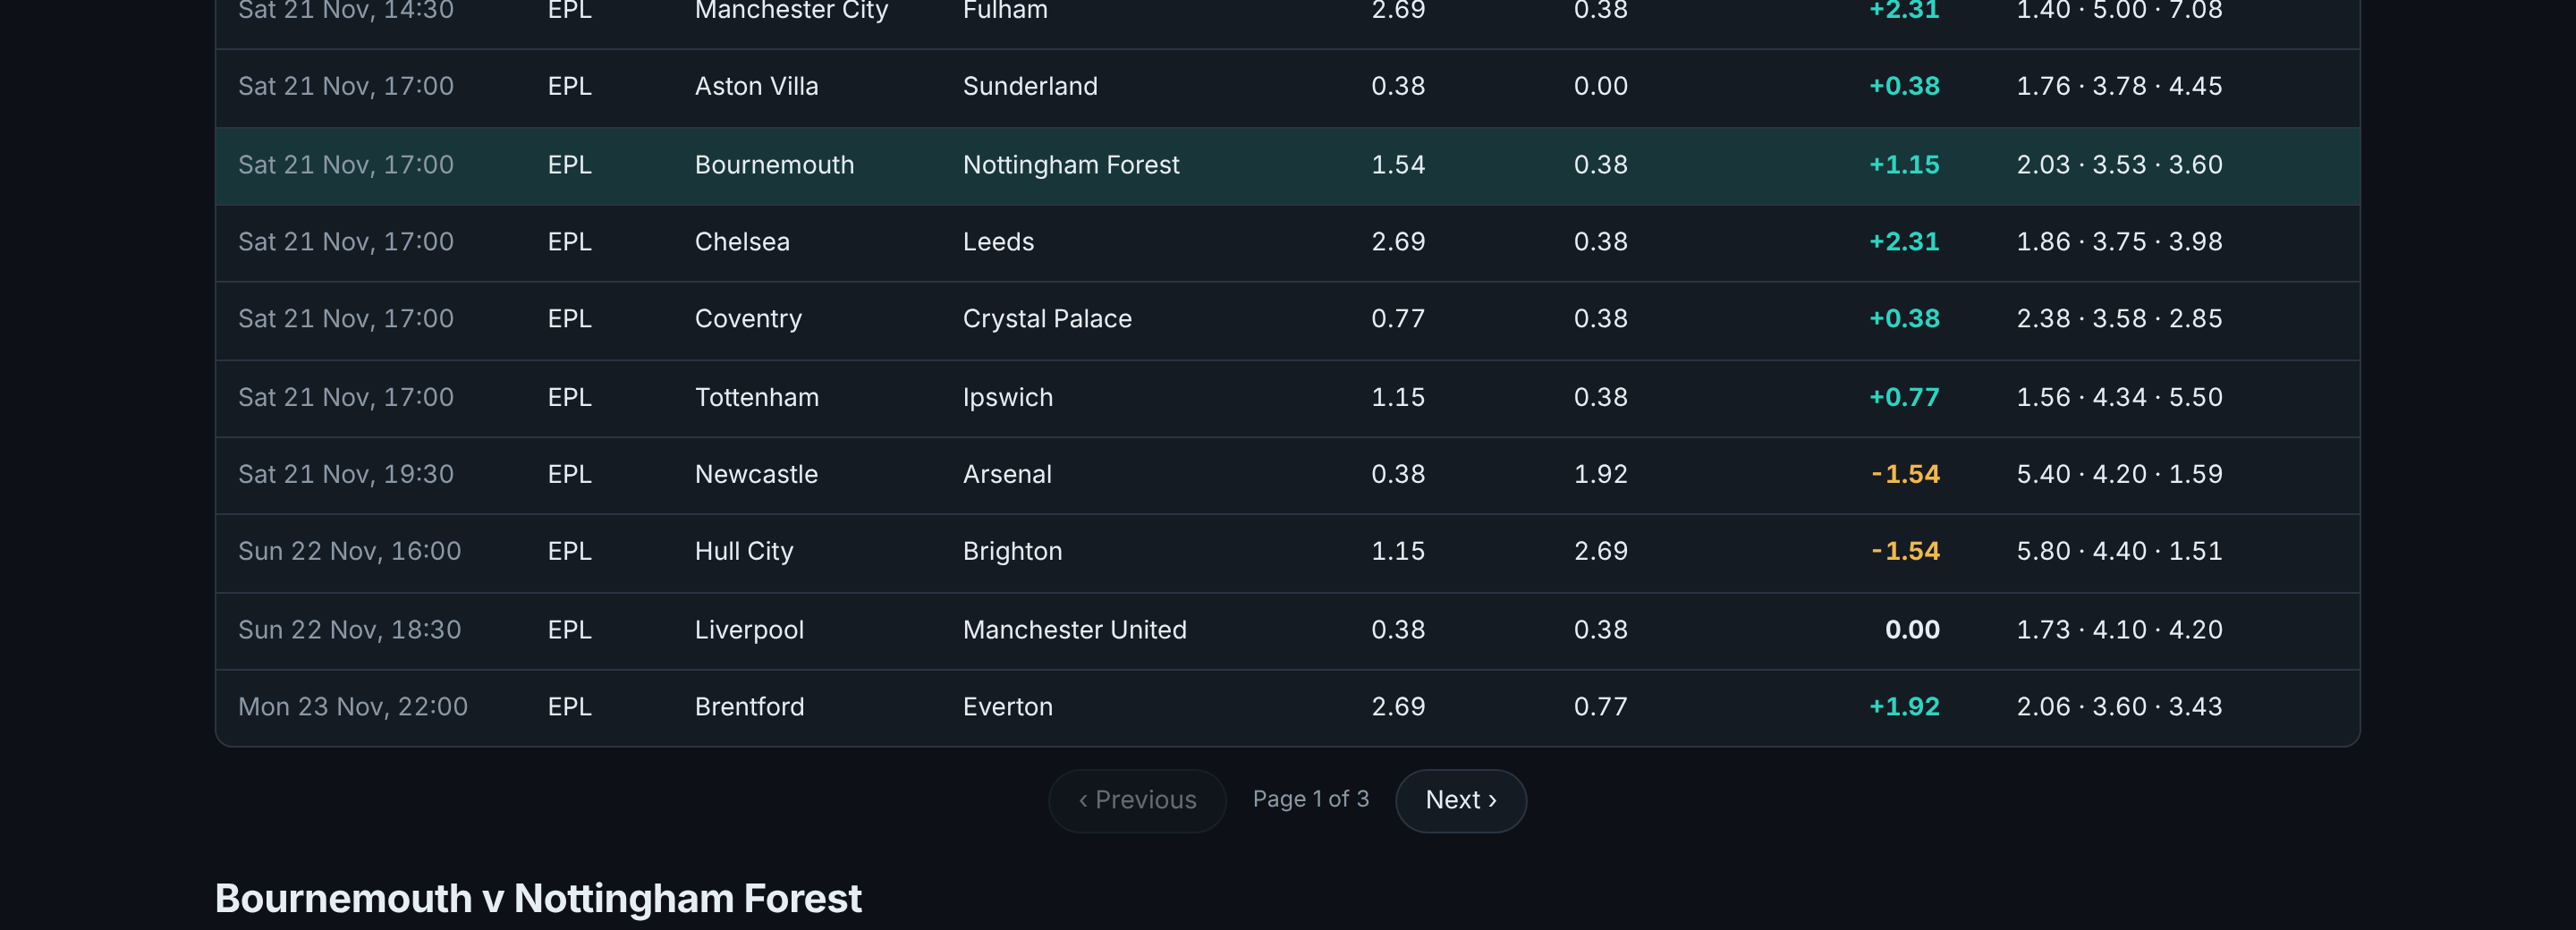 Sat 21 Nov, 14:30 EPL Manchester City Fulham 2.69 0.38 +2.31 1.40 · 5.00 · 7.08
Sat 21 Nov, 17:00 EPL Aston Villa Sunderland 0.38 0.00 +0.38 1.76 · 3.78 · 4.45
Sat 21 Nov, 17:00 EPL Bournemouth Nottingham Forest 1.54 0.38 +1.15 2.03 · 3.53 · 3.60
Sat 21 Nov, 17:00 EPL Chelsea Leeds 2.69 0.38 +2.31 1.86 · 3.75 · 3.98
Sat 21 Nov, 17:00 EPL Coventry Crystal Palace 0.77 0.38 +0.38 2.38 · 3.58 · 2.85
Sat 21 Nov, 17:00 EPL Tottenham Ipswich 1.15 0.38 +0.77 1.56 · 4.34 · 5.50
Sat 21 Nov, 19:30 EPL Newcastle Arsenal 0.38 1.92 -1.54 5.40 · 4.20 · 1.59
Sun 22 Nov, 16:00 EPL Hull City Brighton 1.15 2.69 -1.54 5.80 · 4.40 · 1.51
Sun 22 Nov, 18:30 EPL Liverpool Manchester United 0.38 0.38 0.00 1.73 · 4.10 · 4.20
Mon 23 Nov, 22:00 EPL Brentford Everton 2.69 0.77 +1.92 2.06 · 3.60 · 3.43
‹ Previous Page 1 of 3 Next ›
Bournemouth v Nottingham Forest